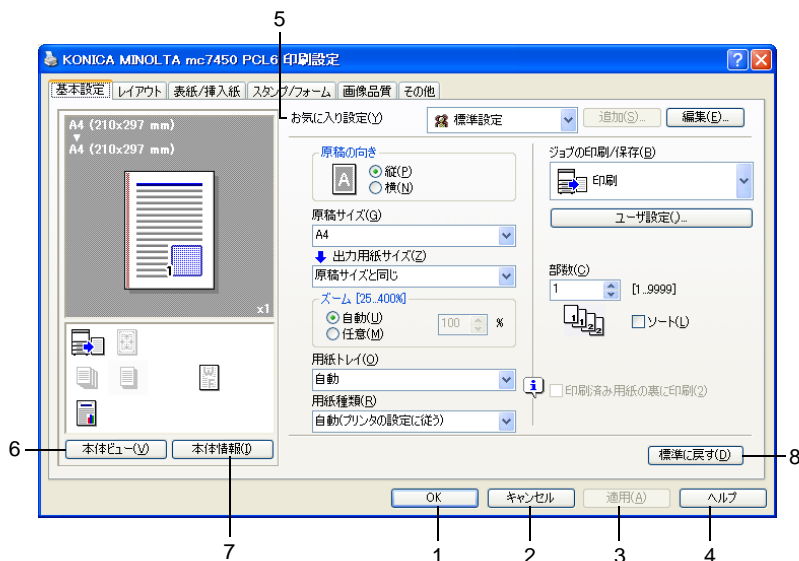 5
KONICA MINOLTA mc7450 PCL6 印刷設定
基本設定 レイアウト 表紙/挿入紙 スタンプ/フォーム 画像品質 その他
A4 (210x297 mm)
A4 (210x297 mm)
1
x1
お気に入り設定(Y) 標準設定 追加(S)... 編集(E)...
原稿の向き
A
縦(P)
横(N)
原稿サイズ(G)
A4
出力用紙サイズ(Z)
原稿サイズと同じ
ズーム [25...400%]
自動(U)
任意(M)
100 %
用紙トレイ(O)
自動
用紙種類(R)
自動(プリンタの設定に従う)
ジョブの印刷/保存(B)
印刷
ユーザ設定()...
部数(C)
1 [1...9999]
1 1 2 2
ソート(L)
印刷済み用紙の裏に印刷(2)
6
本体ビュー(V) 本体情報(I)
標準に戻す(D)
8
OK キャンセル 適用(A) ヘルプ
7 1 2 3 4